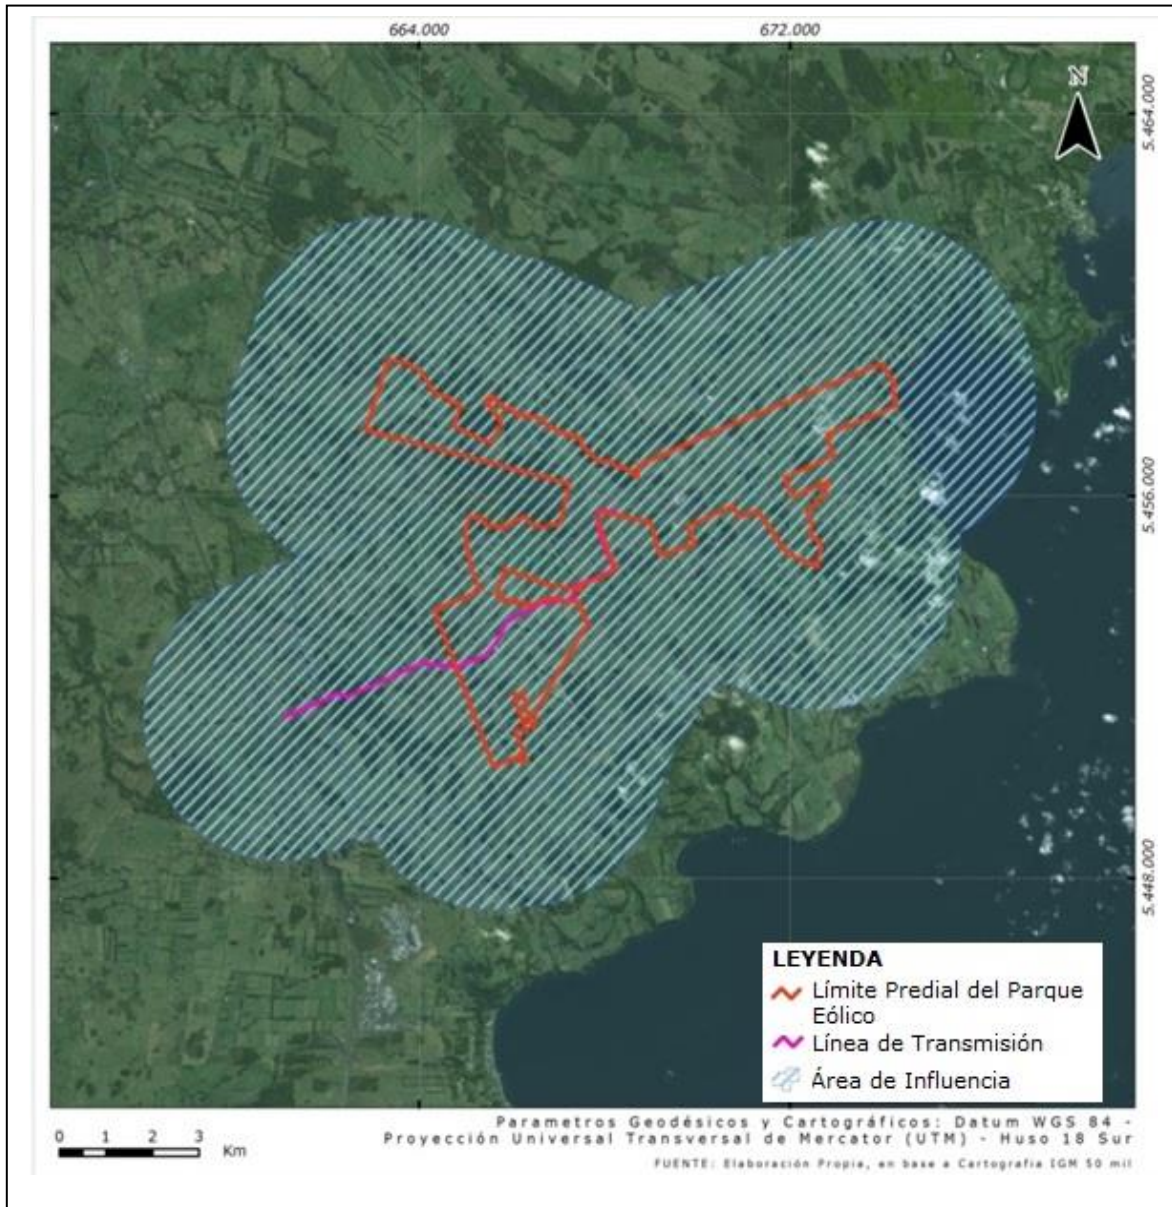 664.000
672.000
N
5.464.000
5.456.000
5.448.000
LEYENDA
Límite Predial del Parque
Eólico
Línea de Transmisión
Área de Influencia
Parametros Geodésicos y Cartográficos: Datum WGS 84 -
Proyección Universal Transversal de Mercator (UTM) - Huso 18 Sur
0 1 2 3 Km
FUENTE: Elaboración Propia, en base a Cartografia IGM 50 mil